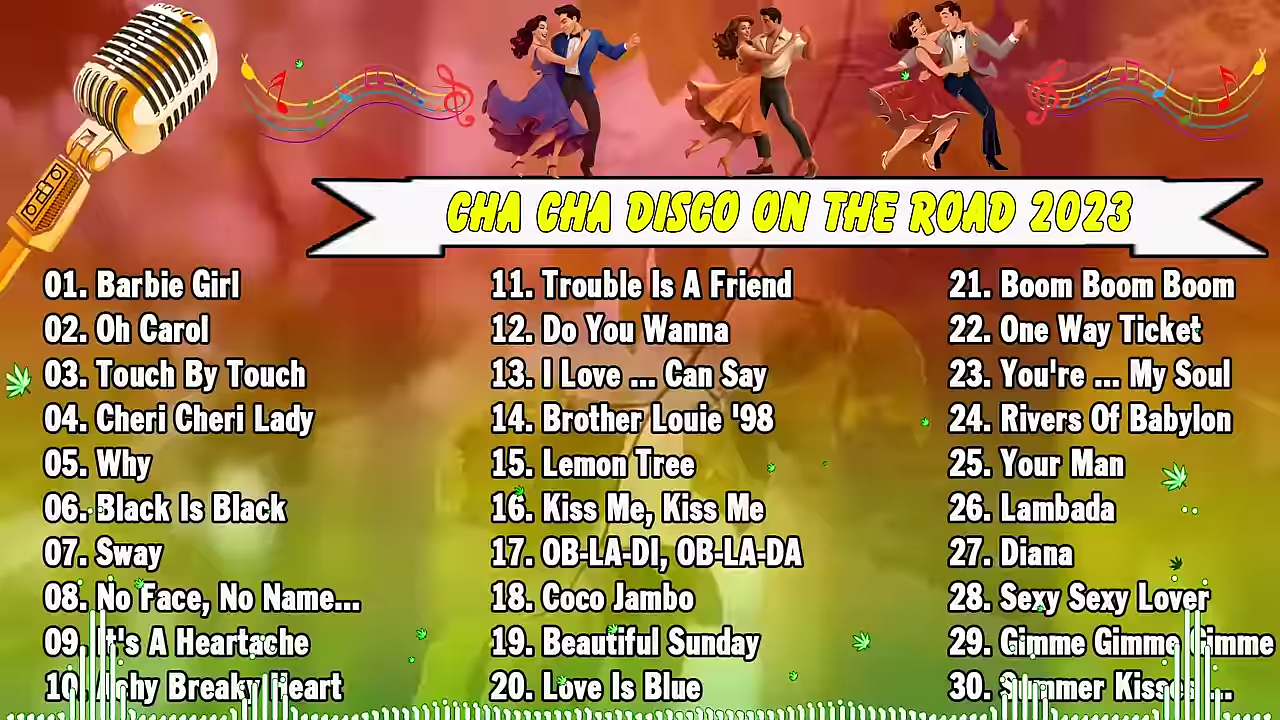 CHA CHA DISCO ON THE ROAD 2023
01. Barbie Girl
02. Oh Carol
03. Touch By Touch
04. Cheri Cheri Lady
05. Why
06. Black Is Black
07. Sway
08. No Face, No Name...
09. It's A Heartache
10. Achy Breaky Heart
11. Trouble Is A Friend
12. Do You Wanna
13. I Love ... Can Say
14. Brother Louie '98
15. Lemon Tree
16. Kiss Me, Kiss Me
17. OB-LA-DI, OB-LA-DA
18. Coco Jambo
19. Beautiful Sunday
20. Love Is Blue
21. Boom Boom Boom
22. One Way Ticket
23. You're ... My Soul
24. Rivers Of Babylon
25. Your Man
26. Lambada
27. Diana
28. Sexy Sexy Lover
29. Gimme Gimme Gimme
30. Summer Kisses...